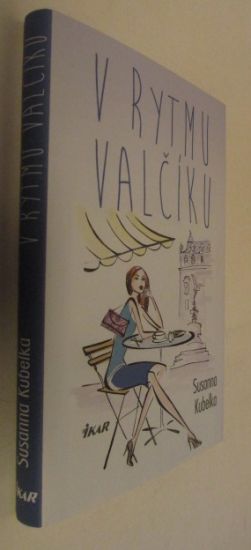 V RYTMU
VALČÍKU
Susanna
Kubelka
IKAR
V RYTMU VALČÍKU
Susanna Kubelka
IKAR